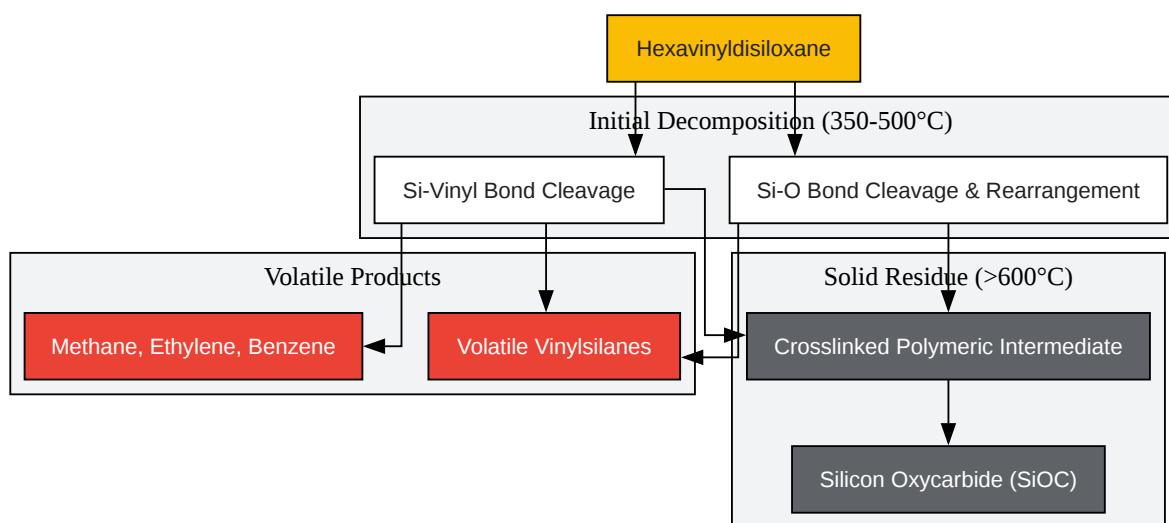 Hexavinyldisiloxane
Initial Decomposition (350-500°C)
Si-Vinyl Bond Cleavage
Si-O Bond Cleavage & Rearrangement
Volatile Products
Solid Residue (>600°C)
Methane, Ethylene, Benzene
Volatile Vinylsilanes
Crosslinked Polymeric Intermediate
Silicon Oxycarbide (SiOC)